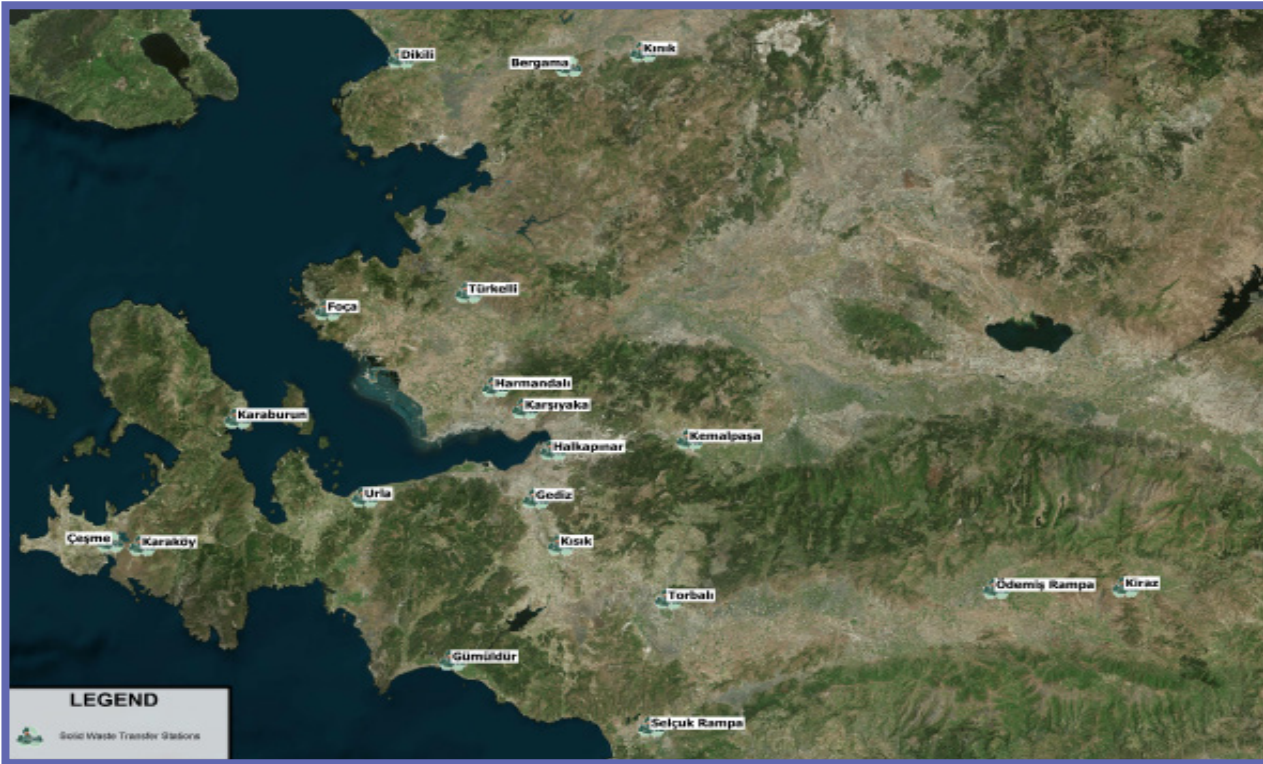 Dikili
Bergama
Kınık
Türkelli
Foça
Harmandalı
Karşıyaka
Karaburun
Halkapınar
Kemalpaşa
Urla
Gediz
Çeşme
Karaköy
Kısık
Torbalı
Ödemiş Rampa
Kiraz
Gümüldür
Selçuk Rampa
LEGEND
Solid Waste Transfer Stations